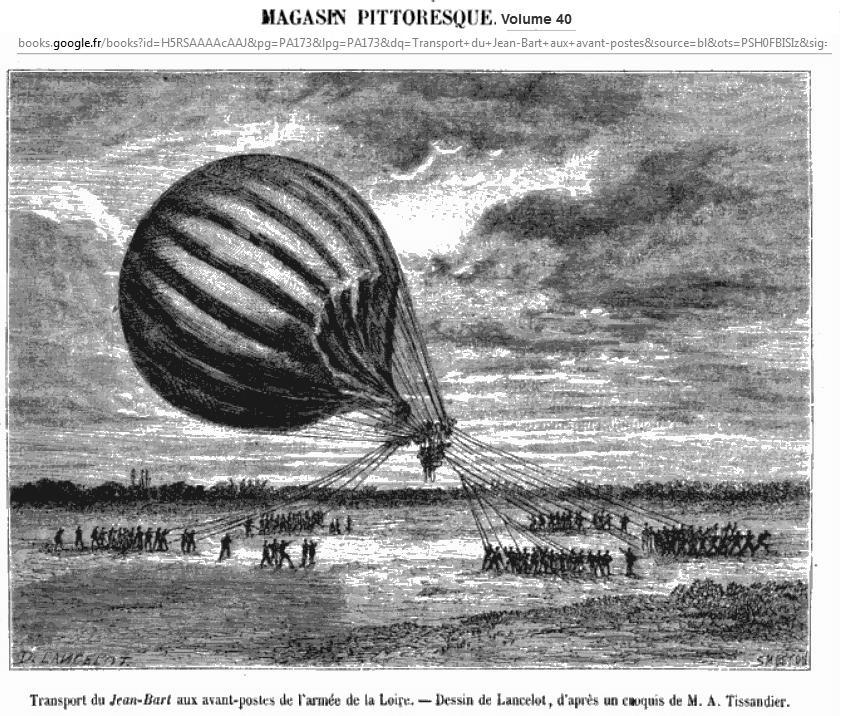 MAGASIN PITTORESQUE. Volume 40
books.google.fr/books?id=H5RSAAAAcAAJ&pg=PA173&lpg=PA173&dq=Transport+du+Jean-Bart+aux+avant-postes&source=bl&ots=PSH0FBISIz&sig=
D. LANCELOT.
Transport du Jean-Bart aux avant-postes de l'armée de la Loire. — Dessin de Lancelot, d'après un croquis de M. A. Tissandier.